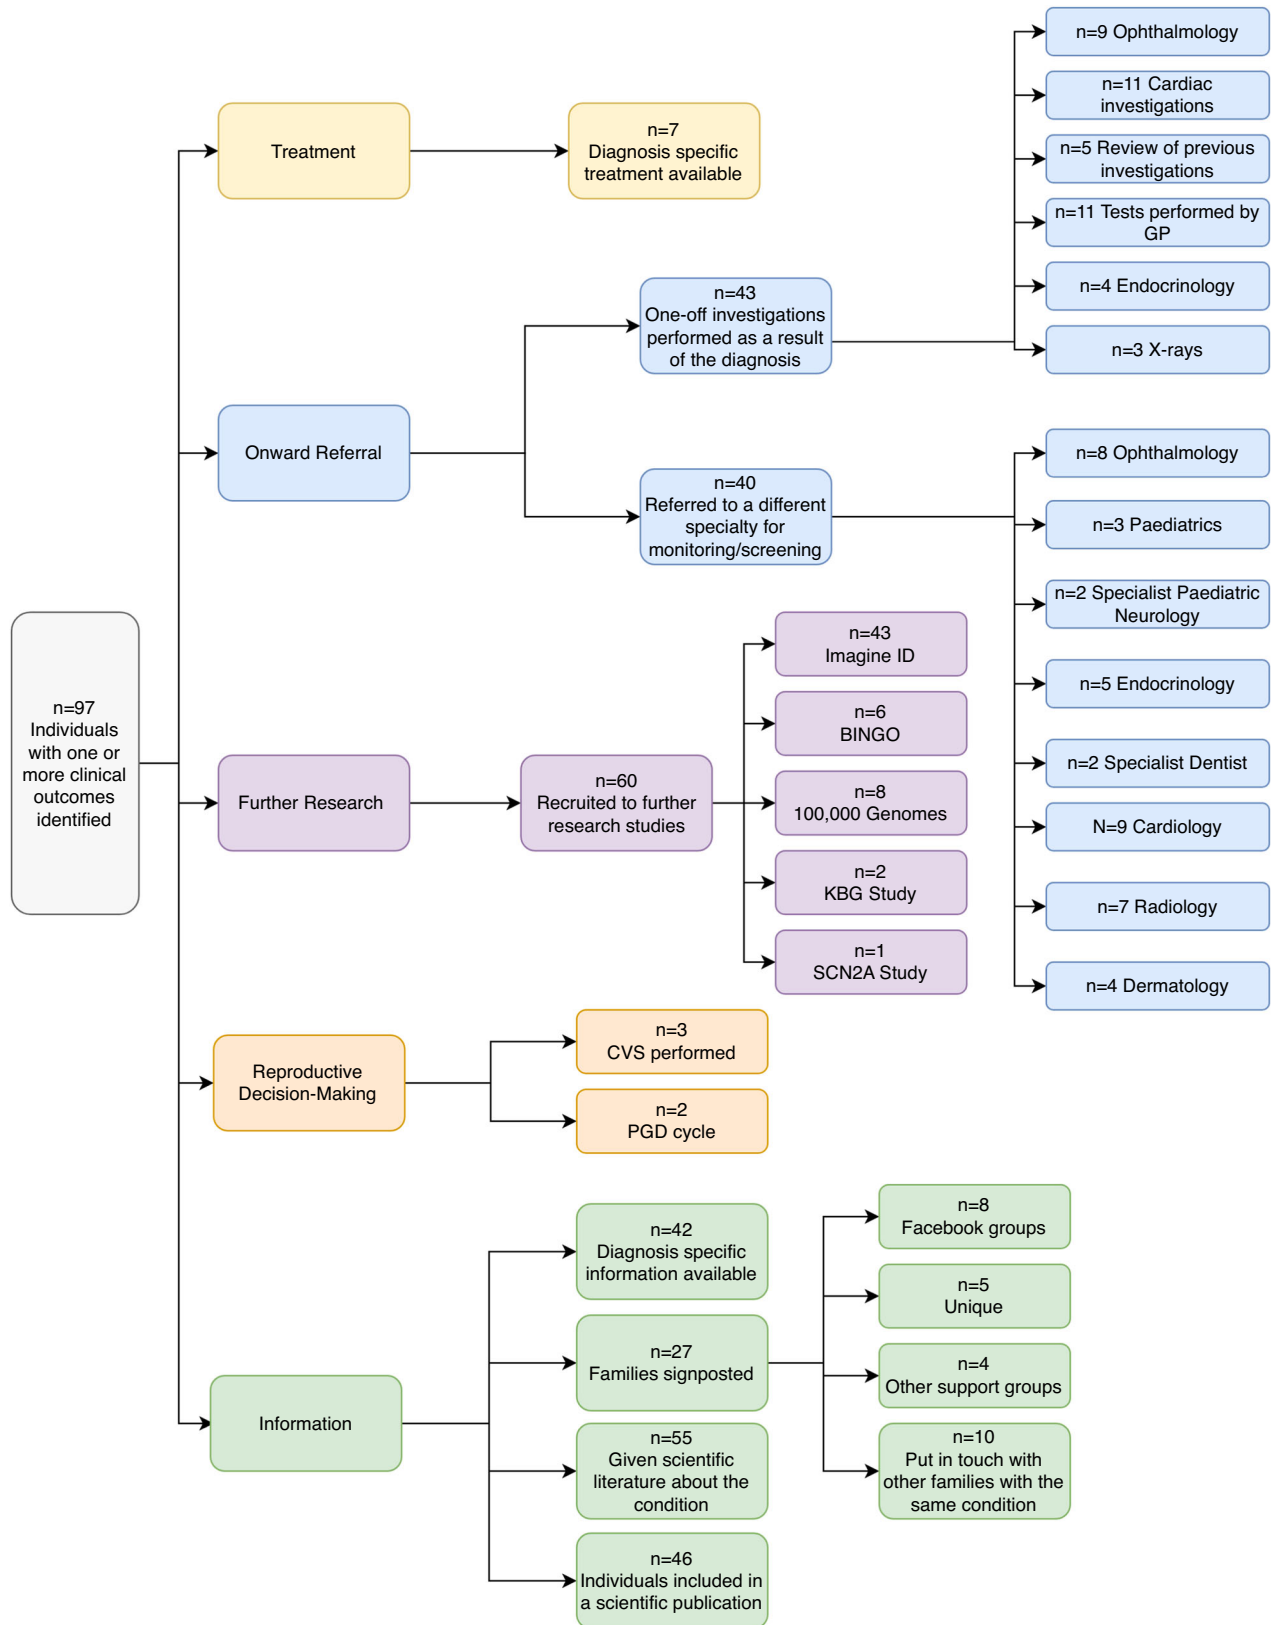 n=97
Individuals
with one or
more clinical
outcomes
identified
Treatment
n=7
Diagnosis specific
treatment available
Onward Referral
n=43
One-off investigations
performed as a result
of the diagnosis
n=9 Ophthalmology
n=11 Cardiac
investigations
n=5 Review of previous
investigations
n=11 Tests performed by
GP
n=4 Endocrinology
n=3 X-rays
n=40
Referred to a different
specialty for
monitoring/screening
n=8 Ophthalmology
n=3 Paediatrics
n=2 Specialist Paediatric
Neurology
n=5 Endocrinology
n=2 Specialist Dentist
N=9 Cardiology
n=7 Radiology
n=4 Dermatology
Further Research
n=60
Recruited to further
research studies
n=43
Imagine ID
n=6
BINGO
n=8
100,000 Genomes
n=2
KBG Study
n=1
SCN2A Study
Reproductive
Decision-Making
n=3
CVS performed
n=2
PGD cycle
Information
n=42
Diagnosis specific
information available
n=27
Families signposted
n=8
Facebook groups
n=5
Unique
n=4
Other support groups
n=10
Put in touch with
other families with the
same condition
n=55
Given scientific
literature about the
condition
n=46
Individuals included in
a scientific publication